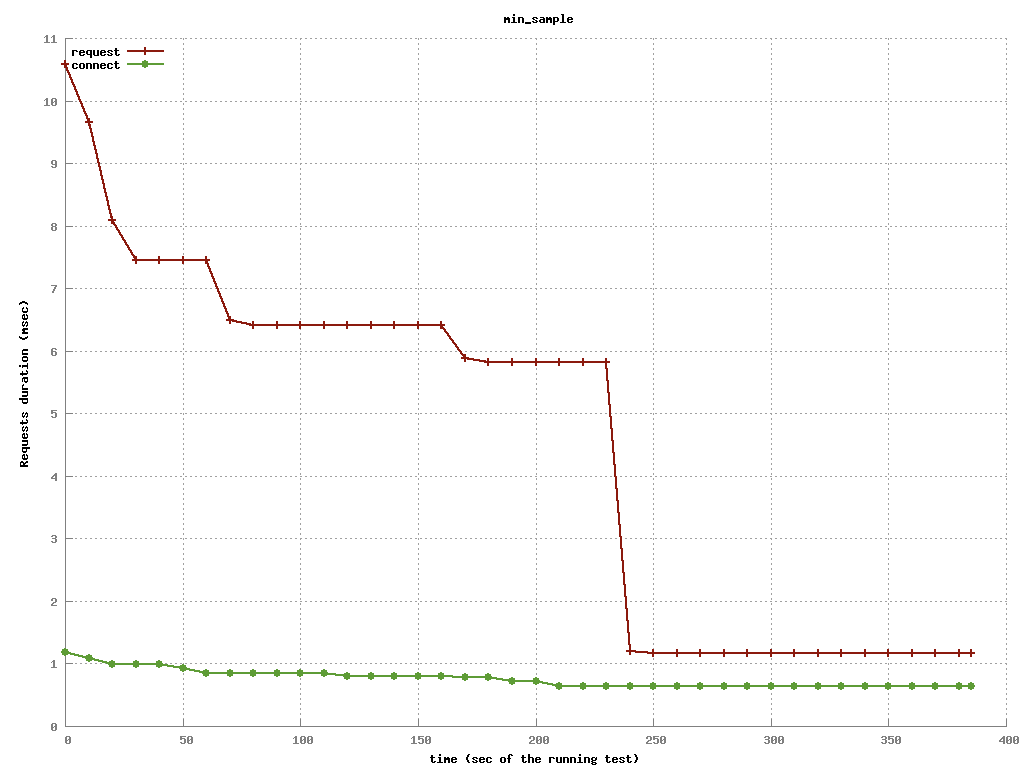 min_sample
11
request
connect
10
9
8
7
6
5
4
3
2
1
0
Requests duration (msec)
0 50 100 150 200 250 300 350 400
time (sec of the running test)